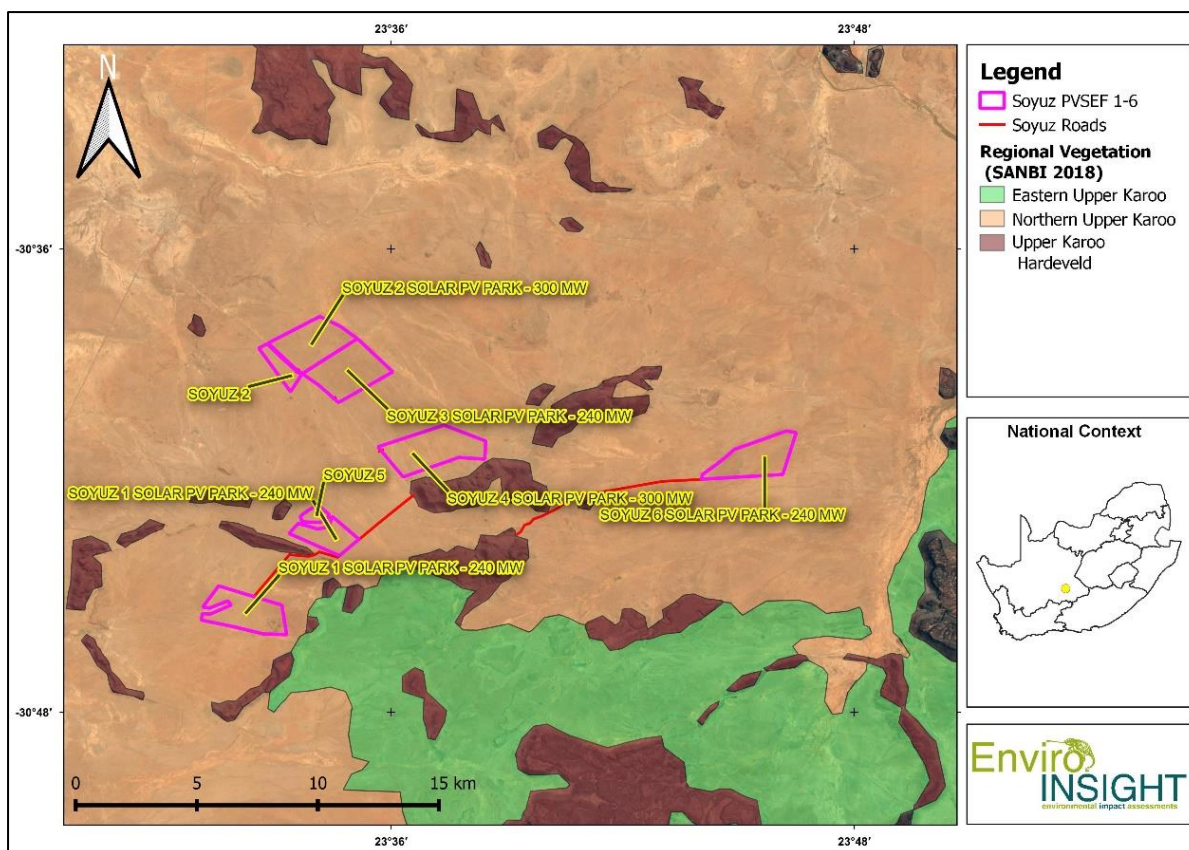 23°36'
23°48'
N
-30°36'
SOYUZ 2 SOLAR PV PARK - 300 MW
SOYUZ 2
SOYUZ 3 SOLAR PV PARK - 240 MW
SOYUZ 5
SOYUZ 1 SOLAR PV PARK - 240 MW
SOYUZ 4 SOLAR PV PARK - 300 MW
SOYUZ 6 SOLAR PV PARK - 240 MW
SOYUZ 1 SOLAR PV PARK - 240 MW
-30°48'
0 5 10 15 km
23°36'
23°48'
Legend
Soyuz PVSEF 1-6
Soyuz Roads
Regional Vegetation
(SANBI 2018)
Eastern Upper Karoo
Northern Upper Karoo
Upper Karoo
Hardeveld
National Context
Enviro
INSIGHT
environmental impact assessments